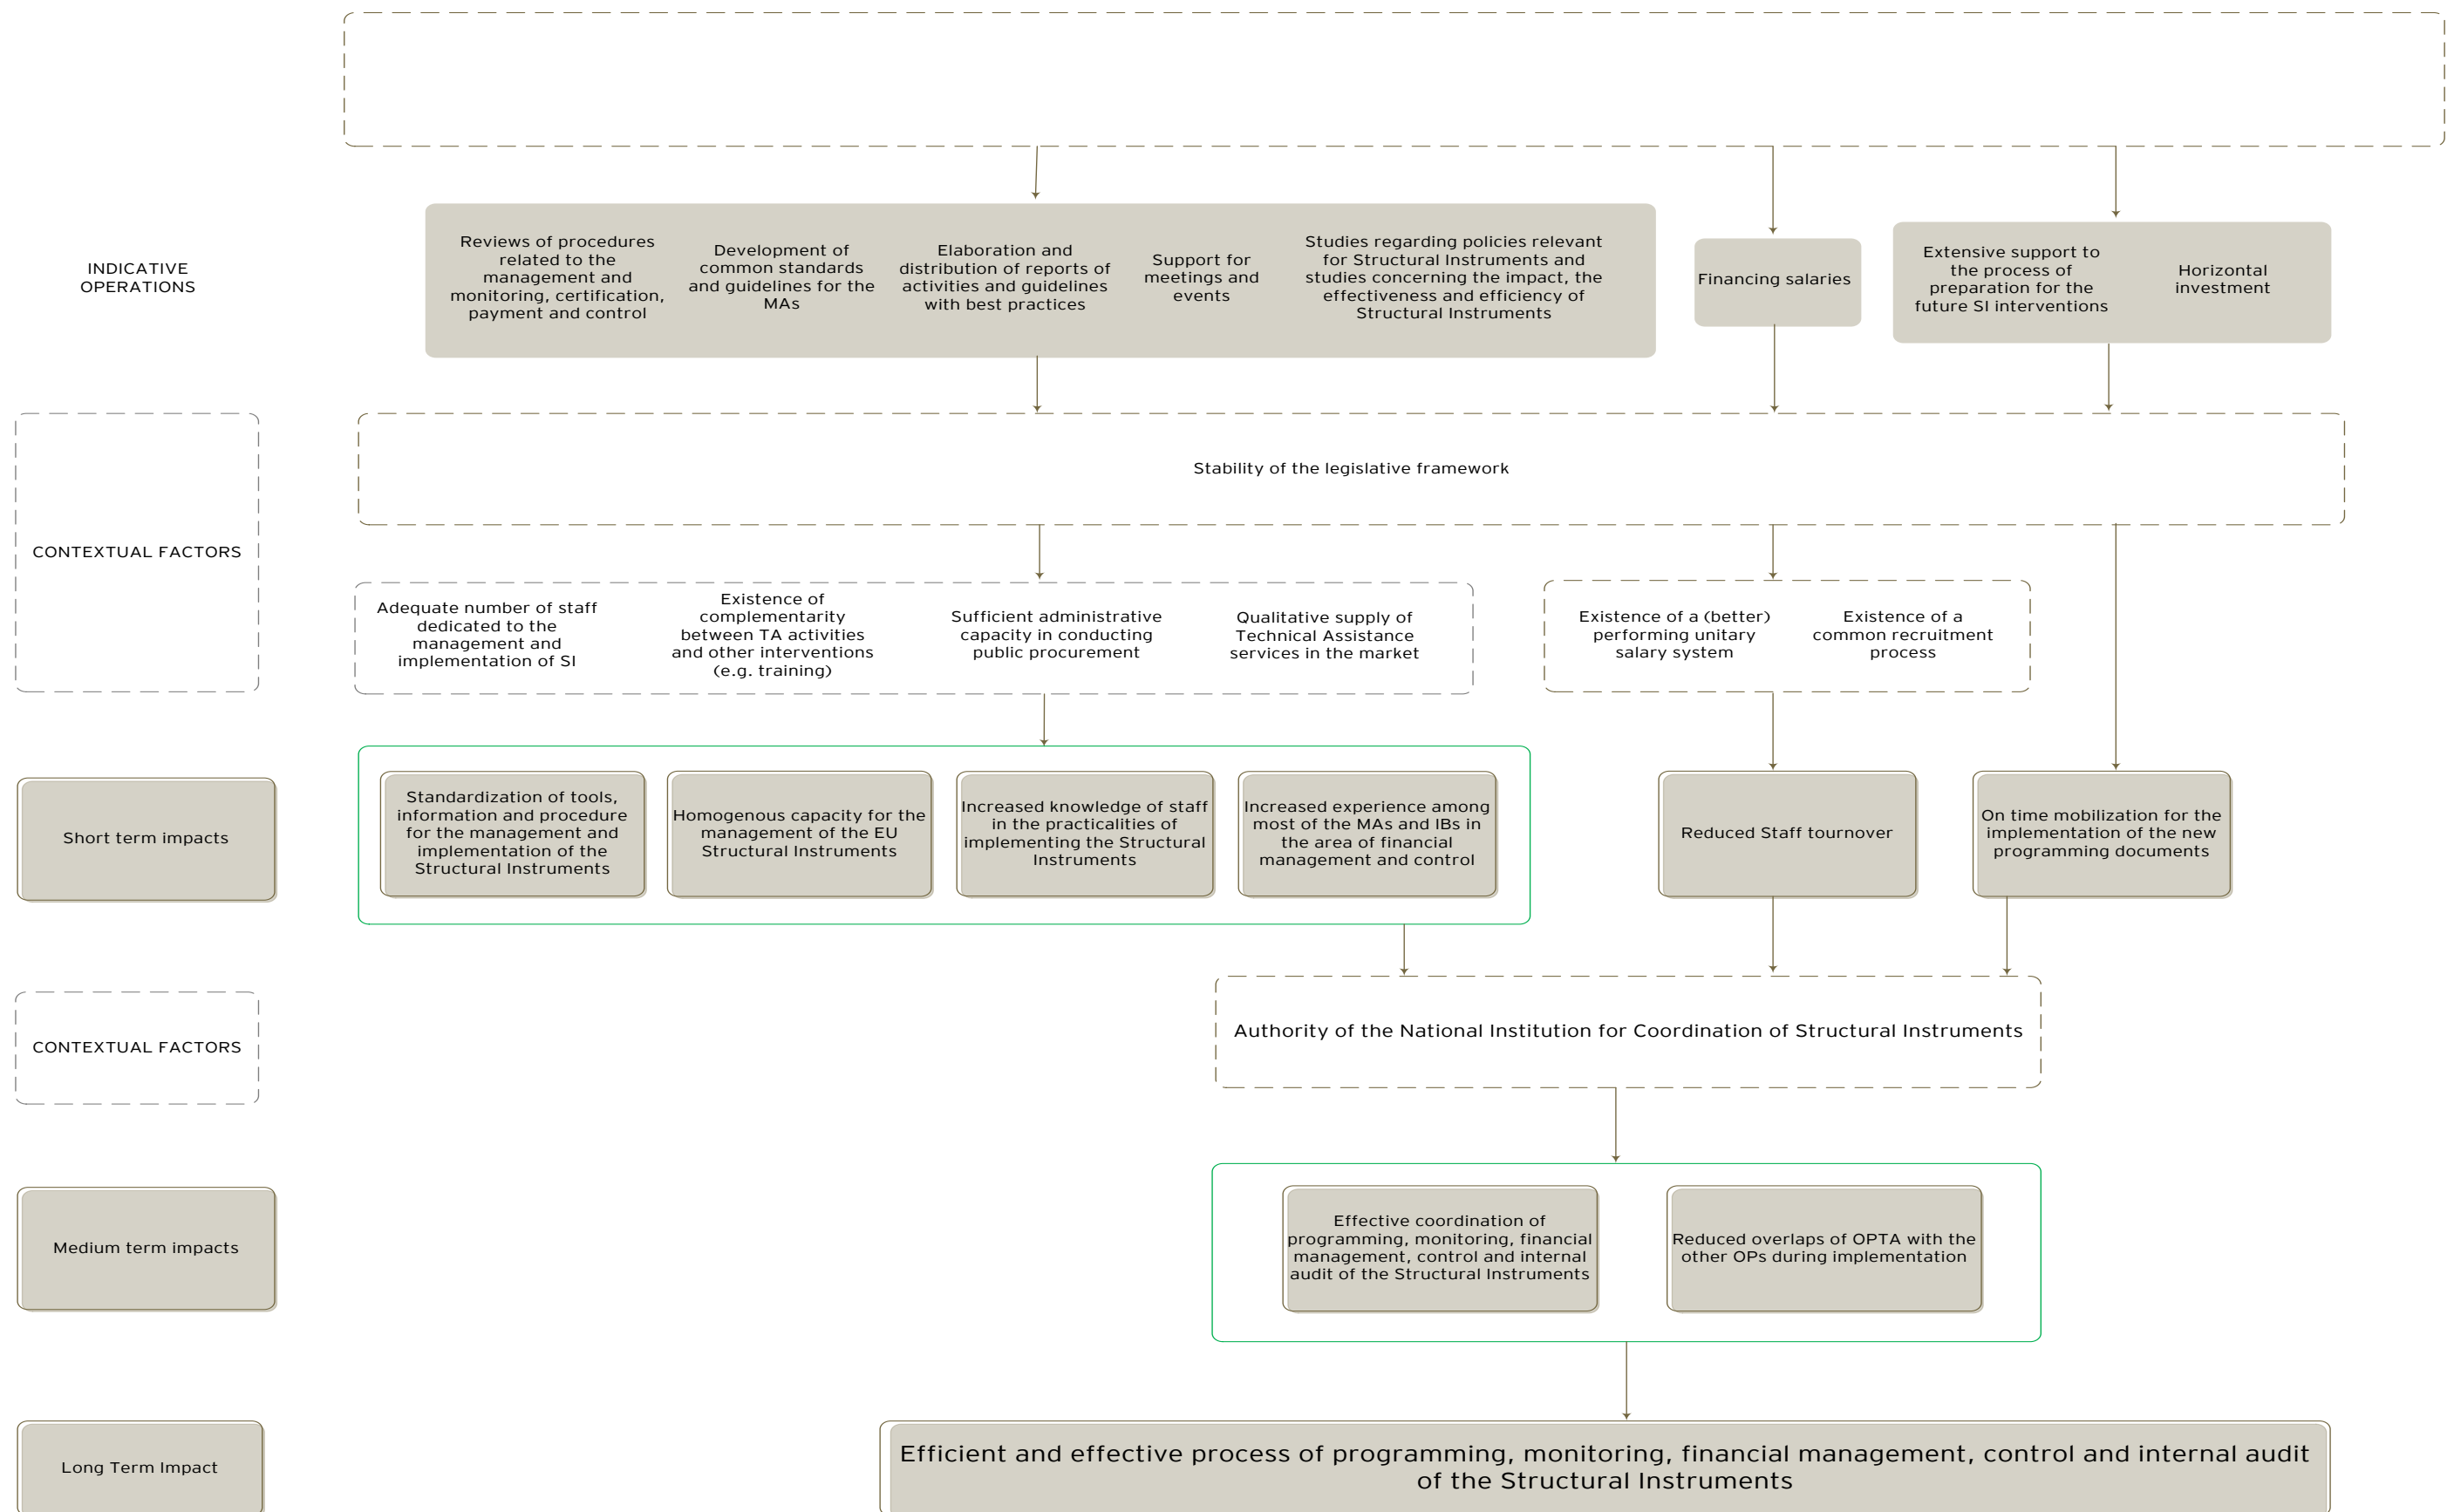 INDICATIVE
OPERATIONS
Reviews of procedures
related to the
management and
monitoring, certification,
payment and control
Development of
common standards
and guidelines for the
MAs
Elaboration and
distribution of reports of
activities and guidelines
with best practices
Support for
meetings and
events
Studies regarding policies relevant
for Structural Instruments and
studies concerning the impact, the
effectiveness and efficiency of
Structural Instruments
Financing salaries
Extensive support to
the process of
preparation for the
future SI interventions
Horizontal
investment
CONTEXTUAL FACTORS
Stability of the legislative framework
Adequate number of staff
dedicated to the
management and
implementation of SI
Existence of
complementarity
between TA activities
and other interventions
(e.g. training)
Sufficient administrative
capacity in conducting
public procurement
Qualitative supply of
Technical Assistance
services in the market
Existence of a (better)
performing unitary
salary system
Existence of a
common recruitment
process
Short term impacts
Standardization of tools,
information and procedure
for the management and
implementation of the
Structural Instruments
Homogenous capacity for the
management of the EU
Structural Instruments
Increased knowledge of staff
in the practicalities of
implementing the Structural
Instruments
Increased experience among
most of the MAs and IBs in
the area of financial
management and control
Reduced Staff tournover
On time mobilization for the
implementation of the new
programming documents
CONTEXTUAL FACTORS
Authority of the National Institution for Coordination of Structural Instruments
Medium term impacts
Effective coordination of
programming, monitoring, financial
management, control and internal
audit of the Structural Instruments
Reduced overlaps of OPTA with the
other OPs during implementation
Long Term Impact
Efficient and effective process of programming, monitoring, financial management, control and internal audit
of the Structural Instruments